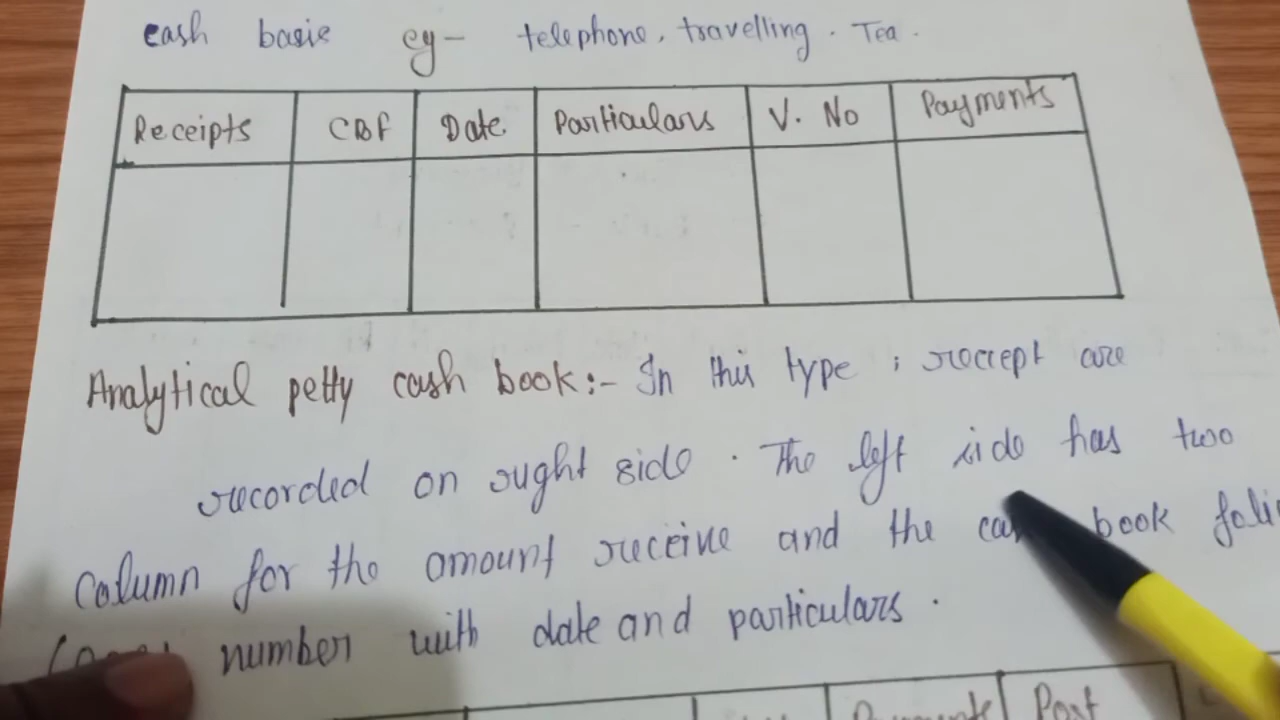 cash basie eg- telephone, travelling. Tea.
Receipts CBF Date Particulars V. No Payments
Analytical petty cash book:- In this type ; receipt are
recorded on right side. The left side has two
column for the amount receive and the book
number with date and particulars.
Post